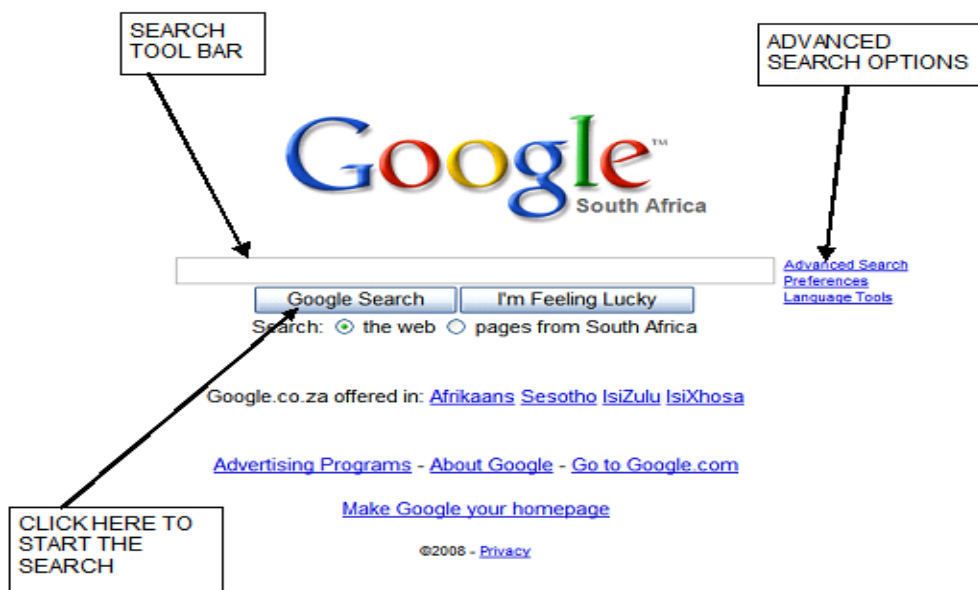 SEARCH
TOOL BAR
ADVANCED
SEARCH OPTIONS
Google™
South Africa
Advanced Search
Preferences
Language Tools
Google Search I'm Feeling Lucky
Search: the web pages from South Africa
Google.co.za offered in: Afrikaans Sesotho IsiZulu IsiXhosa
Advertising Programs - About Google - Go to Google.com
Make Google your homepage
CLICK HERE TO
START THE
SEARCH
©2008 - Privacy